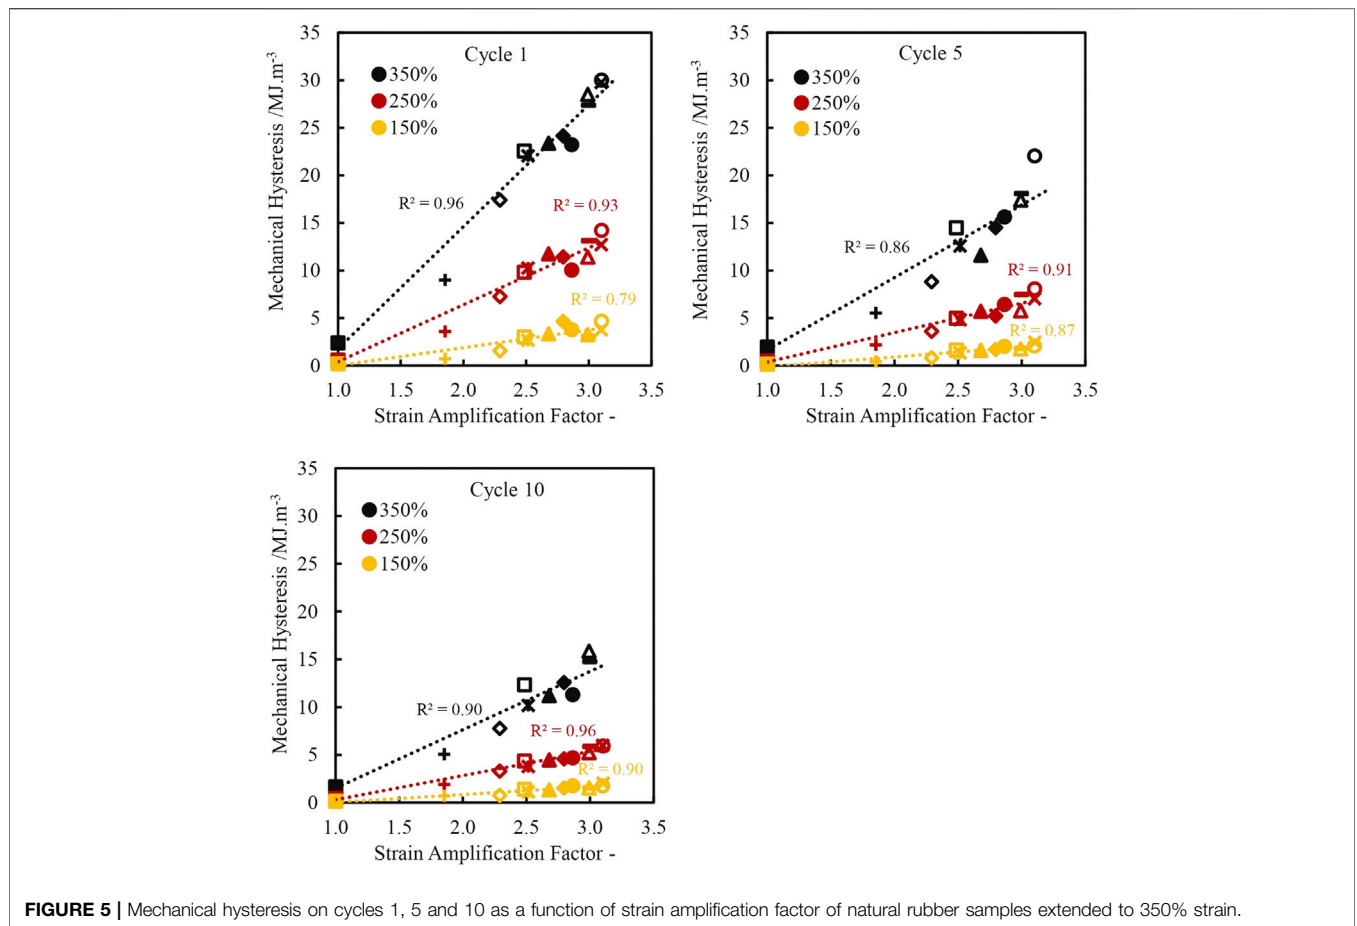 Cycle 1
Mechanical Hysteresis /MJ.m⁻³
35
30
25
20
15
10
5
0
350%
250%
150%
R² = 0.96
R² = 0.93
R² = 0.79
1.0 1.5 2.0 2.5 3.0 3.5
Strain Amplification Factor -
Cycle 5
Mechanical Hysteresis /MJ.m⁻³
35
30
25
20
15
10
5
0
350%
250%
150%
R² = 0.86
R² = 0.91
R² = 0.87
1.0 1.5 2.0 2.5 3.0 3.5
Strain Amplification Factor -
Cycle 10
Mechanical Hysteresis /MJ.m⁻³
35
30
25
20
15
10
5
0
350%
250%
150%
R² = 0.90
R² = 0.96
R² = 0.90
1.0 1.5 2.0 2.5 3.0 3.5
Strain Amplification Factor -
FIGURE 5 | Mechanical hysteresis on cycles 1, 5 and 10 as a function of strain amplification factor of natural rubber samples extended to 350% strain.